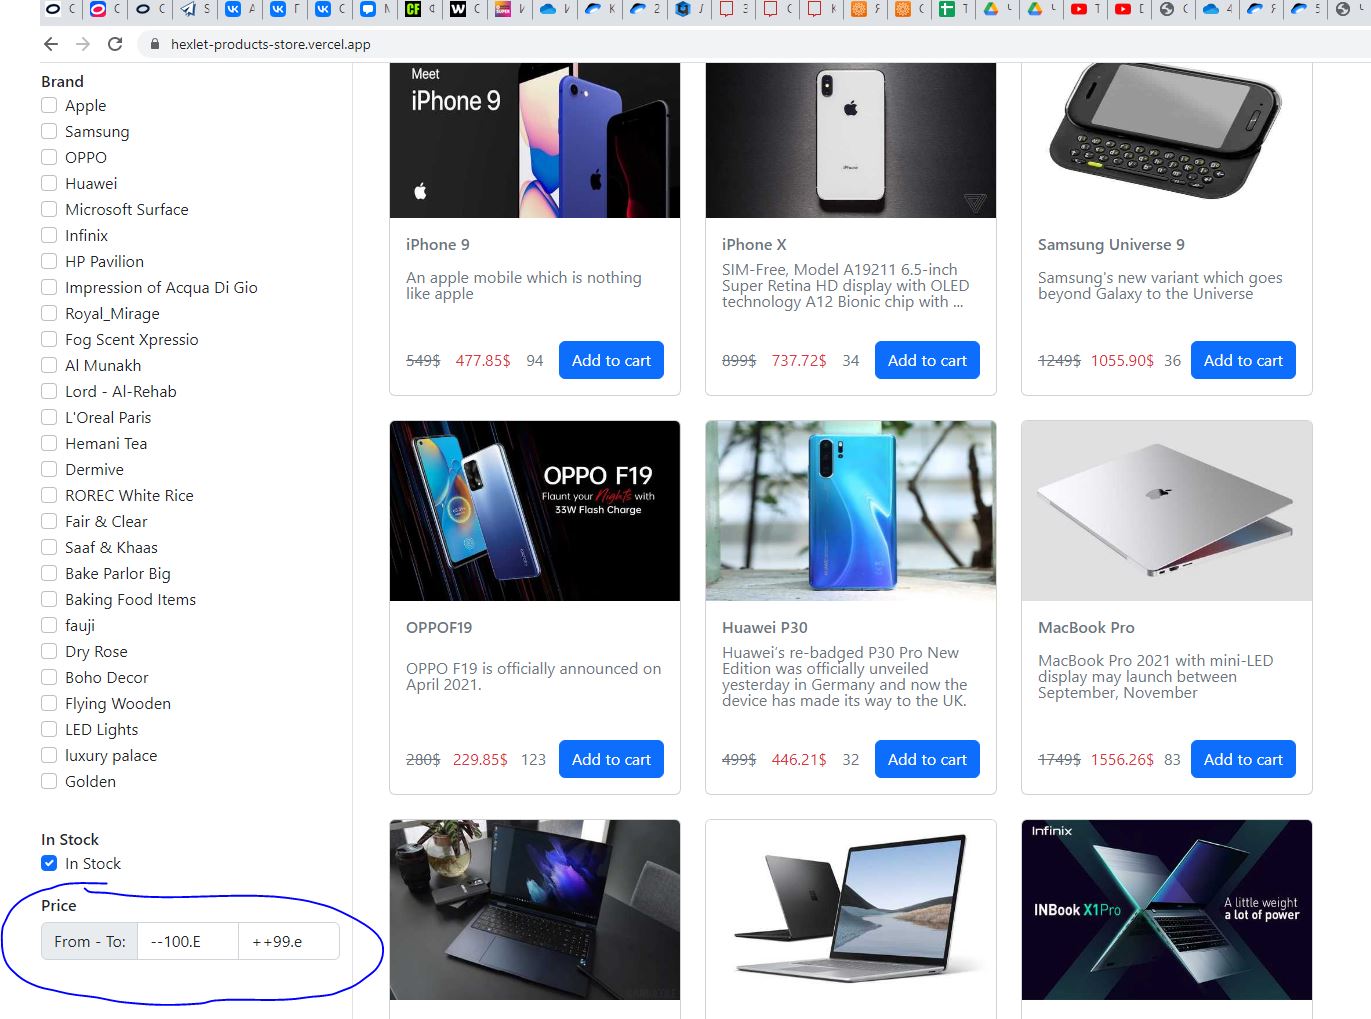 C
C
C
S
A
Г
C
M
Ф
C
И
И
K
2
Л
З
C
K
Я
C
T
Ч
Ч
T
D
C
4
Я
5
hexlet-products-store.vercel.app
Brand
Apple
Samsung
OPPO
Huawei
Microsoft Surface
Infinix
HP Pavilion
Impression of Acqua Di Gio
Royal_Mirage
Fog Scent Xpressio
Al Munakh
Lord - Al-Rehab
L'Oreal Paris
Hemani Tea
Dermive
ROREC White Rice
Fair & Clear
Saaf & Khaas
Bake Parlor Big
Baking Food Items
fauji
Dry Rose
Boho Decor
Flying Wooden
LED Lights
luxury palace
Golden
In Stock
In Stock
Price
From - To: --100.E ++99.e
Meet
iPhone 9
iPhone 9
An apple mobile which is nothing
like apple
549$ 477.85$ 94 Add to cart
iPhone
iPhone X
SIM-Free, Model A19211 6.5-inch
Super Retina HD display with OLED
technology A12 Bionic chip with ...
899$ 737.72$ 34 Add to cart
Samsung Universe 9
Samsung's new variant which goes
beyond Galaxy to the Universe
1249$ 1055.90$ 36 Add to cart
OPPO F19
Flaunt your Nights with
33W Flash Charge
OPPOF19
OPPO F19 is officially announced on
April 2021.
280$ 229.85$ 123 Add to cart
Huawei P30
Huawei’s re-badged P30 Pro New
Edition was officially unveiled
yesterday in Germany and now the
device has made its way to the UK.
499$ 446.21$ 32 Add to cart
MacBook Pro
MacBook Pro 2021 with mini-LED
display may launch between
September, November
1749$ 1556.26$ 83 Add to cart
Infinix
INBook X1Pro
A little weight
a lot of power